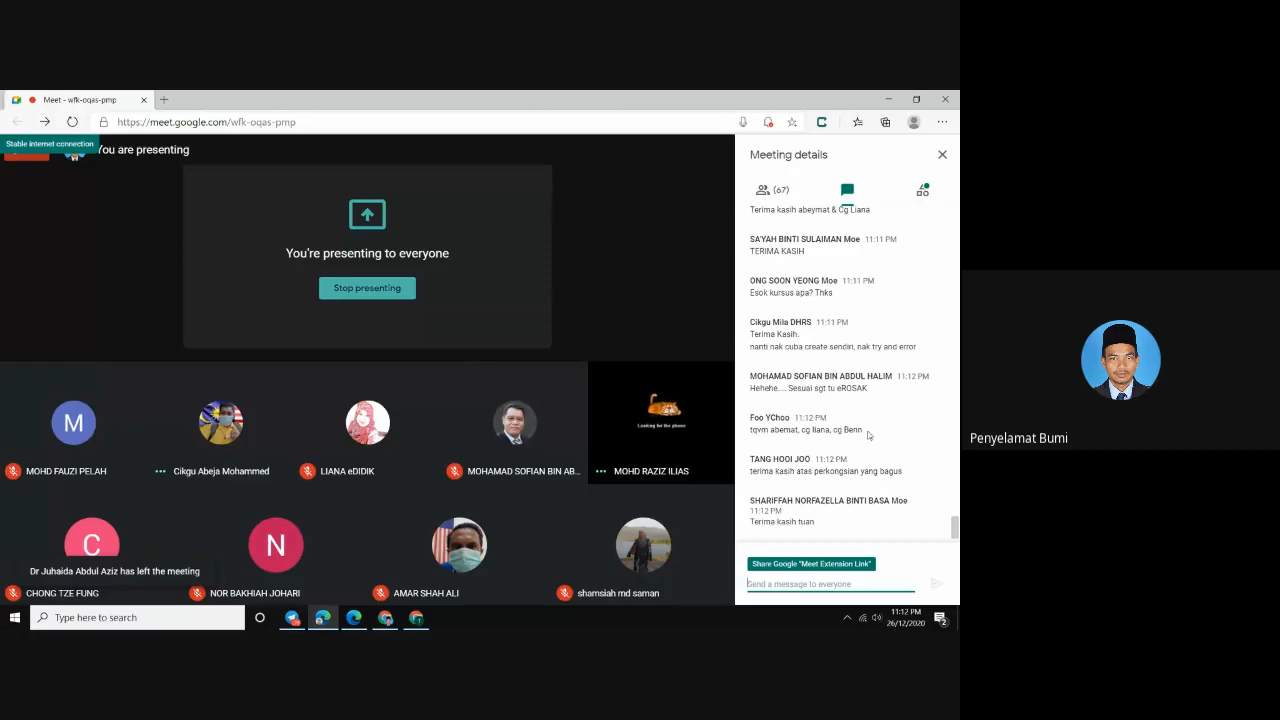 Meet - wfk-oqas-pmp
https://meet.google.com/wfk-oqas-pmp
Stable internet connection
You are presenting
You're presenting to everyone
Stop presenting
Looking for the phone
MOHD FAUZI PELAH
Cikgu Abeja Mohammed
LIANA eDIDIK
MOHAMAD SOFIAN BIN AB...
MOHD RAZIZ ILIAS
M
C
N
Dr Juhaida Abdul Aziz has left the meeting
CHONG TZE FUNG
NOR BAKHIAH JOHARI
AMAR SHAH ALI
shamsiah md saman
Meeting details
(67)
Terima kasih abeymat & Cg Liana
SA'YAH BINTI SULAIMAN Moe 11:11 PM
TERIMA KASIH
ONG SOON YEONG Moe 11:11 PM
Esok kursus apa? Thks
Cikgu Mila DHRS 11:11 PM
Terima Kasih.
nanti nak cuba create sendiri, nak try and error
MOHAMAD SOFIAN BIN ABDUL HALIM 11:12 PM
Hehehe.... Sesuai sgt tu eROSAK
Foo YChoo 11:12 PM
tqvm abemat, cg liana, cg Benn
TANG HOOI JOO 11:12 PM
terima kasih atas perkongsian yang bagus
SHARIFFAH NORFAZELLA BINTI BASA Moe
11:12 PM
Terima kasih tuan
Share Google "Meet Extension Link"
Send a message to everyone
Type here to search
11:12 PM
26/12/2020
2
Penyelamat Bumi